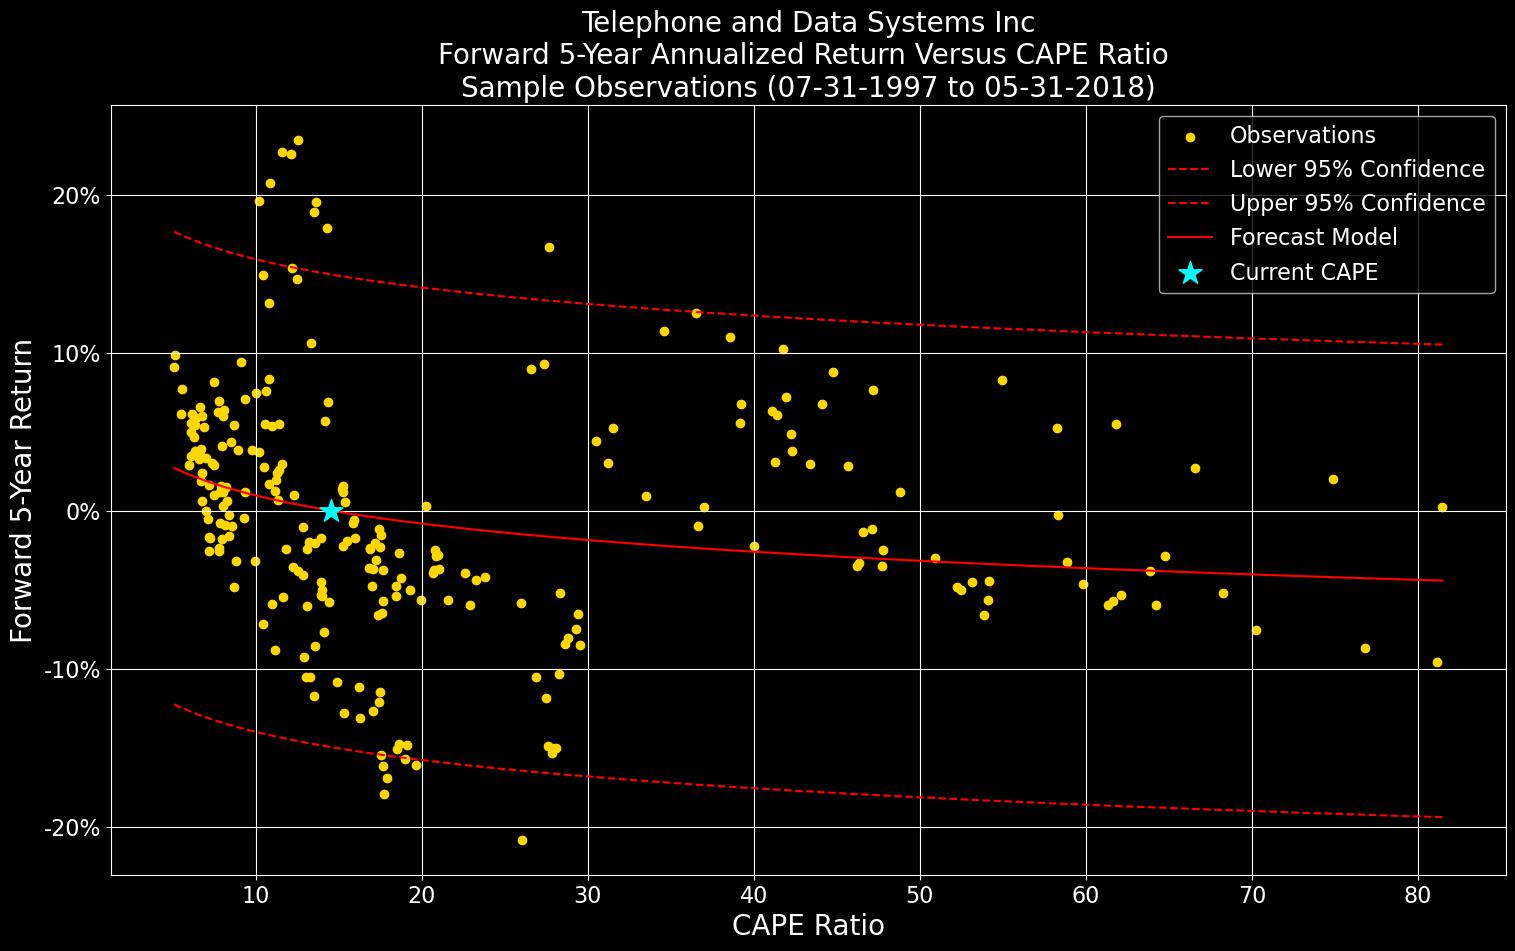 Telephone and Data Systems Inc
Forward 5-Year Annualized Return Versus CAPE Ratio
Sample Observations (07-31-1997 to 05-31-2018)
Observations
Lower 95% Confidence
Upper 95% Confidence
Forecast Model
Current CAPE
Forward 5-Year Return
20%
10%
0%
-10%
-20%
10 20 30 40 50 60 70 80
CAPE Ratio